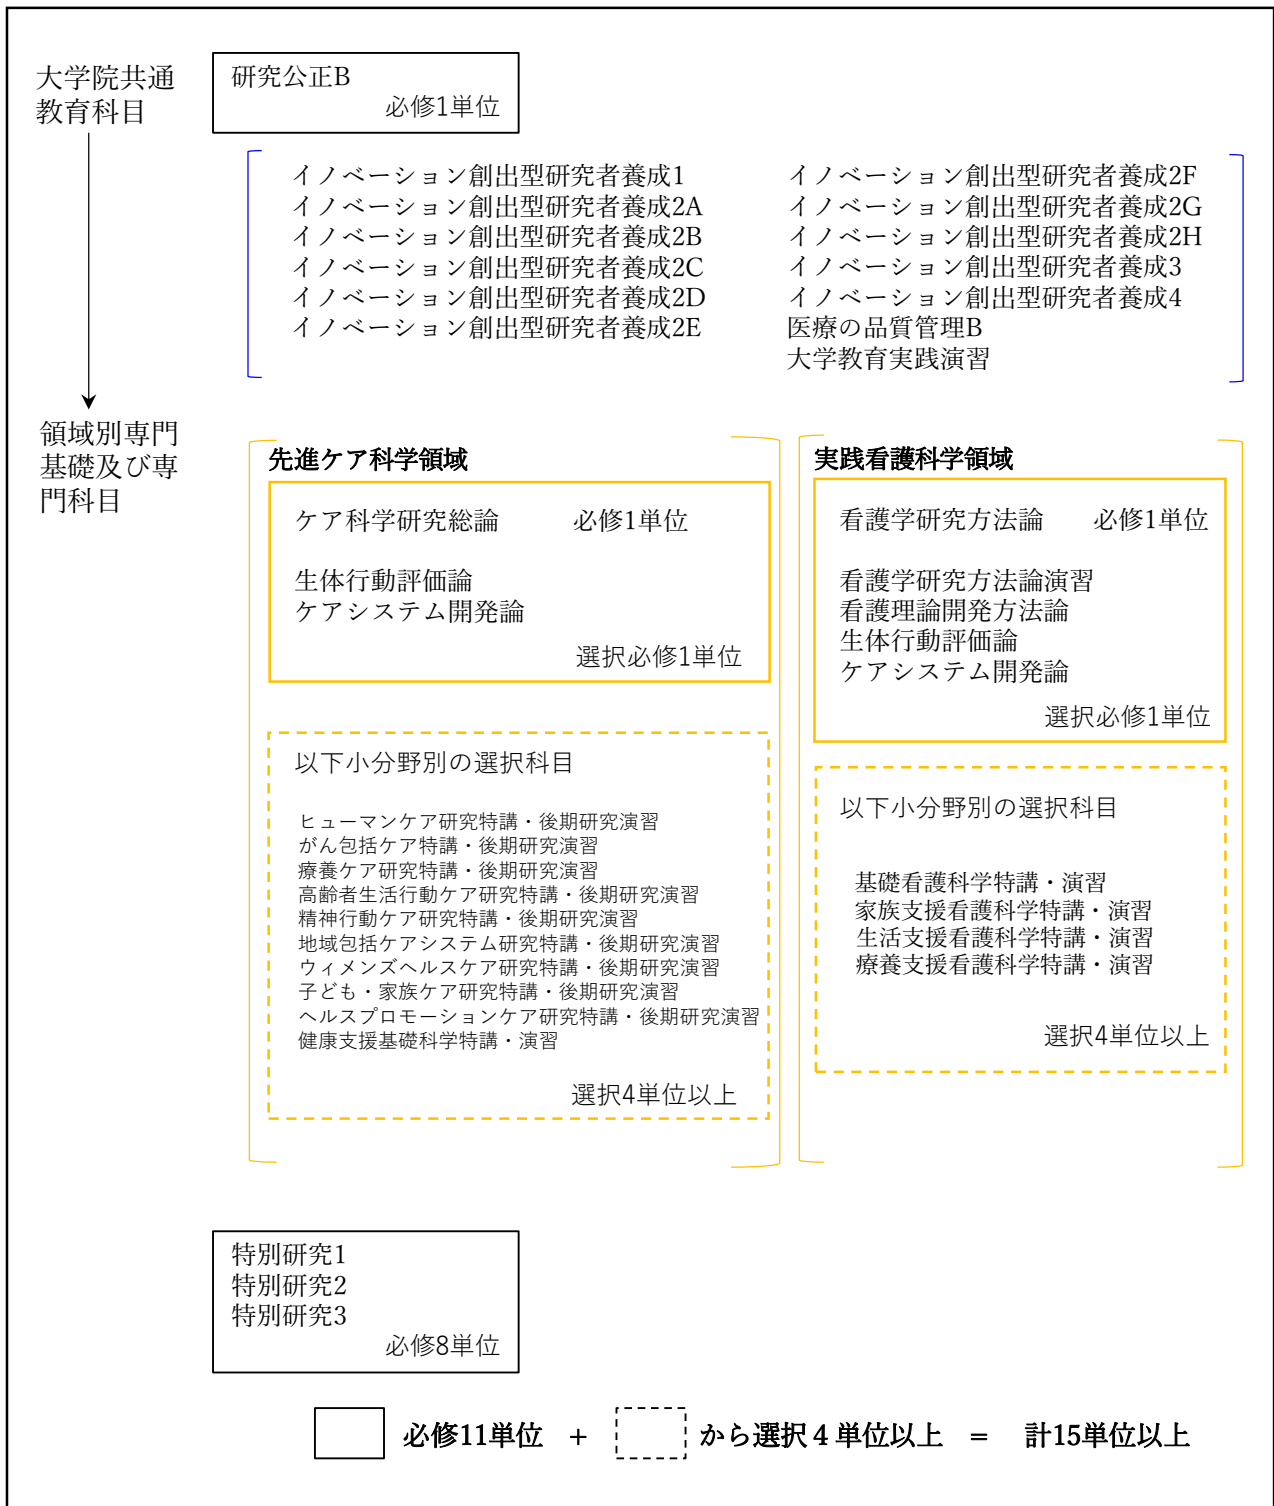 大学院共通
教育科目
研究公正B
必修1単位
イノベーション創出型研究者養成1
イノベーション創出型研究者養成2A
イノベーション創出型研究者養成2B
イノベーション創出型研究者養成2C
イノベーション創出型研究者養成2D
イノベーション創出型研究者養成2E
イノベーション創出型研究者養成2F
イノベーション創出型研究者養成2G
イノベーション創出型研究者養成2H
イノベーション創出型研究者養成3
イノベーション創出型研究者養成4
医療の品質管理B
大学教育実践演習
領域別専門
基礎及び専
門科目
先進ケア科学領域
ケア科学研究総論 必修1単位
生体行動評価論
ケアシステム開発論
選択必修1単位
以下小分野別の選択科目
ヒューマンケア研究特講・後期研究演習
がん包括ケア特講・後期研究演習
療養ケア研究特講・後期研究演習
高齢者生活行動ケア研究特講・後期研究演習
精神行動ケア研究特講・後期研究演習
地域包括ケアシステム研究特講・後期研究演習
ウィメンズヘルスケア研究特講・後期研究演習
子ども・家族ケア研究特講・後期研究演習
ヘルスプロモーションケア研究特講・後期研究演習
健康支援基礎科学特講・演習
選択4単位以上
実践看護科学領域
看護学研究方法論 必修1単位
看護学研究方法論演習
看護理論開発方法論
生体行動評価論
ケアシステム開発論
選択必修1単位
以下小分野別の選択科目
基礎看護科学特講・演習
家族支援看護科学特講・演習
生活支援看護科学特講・演習
療養支援看護科学特講・演習
選択4単位以上
特別研究1
特別研究2
特別研究3
必修8単位
必修11単位 + から選択４単位以上 = 計15単位以上